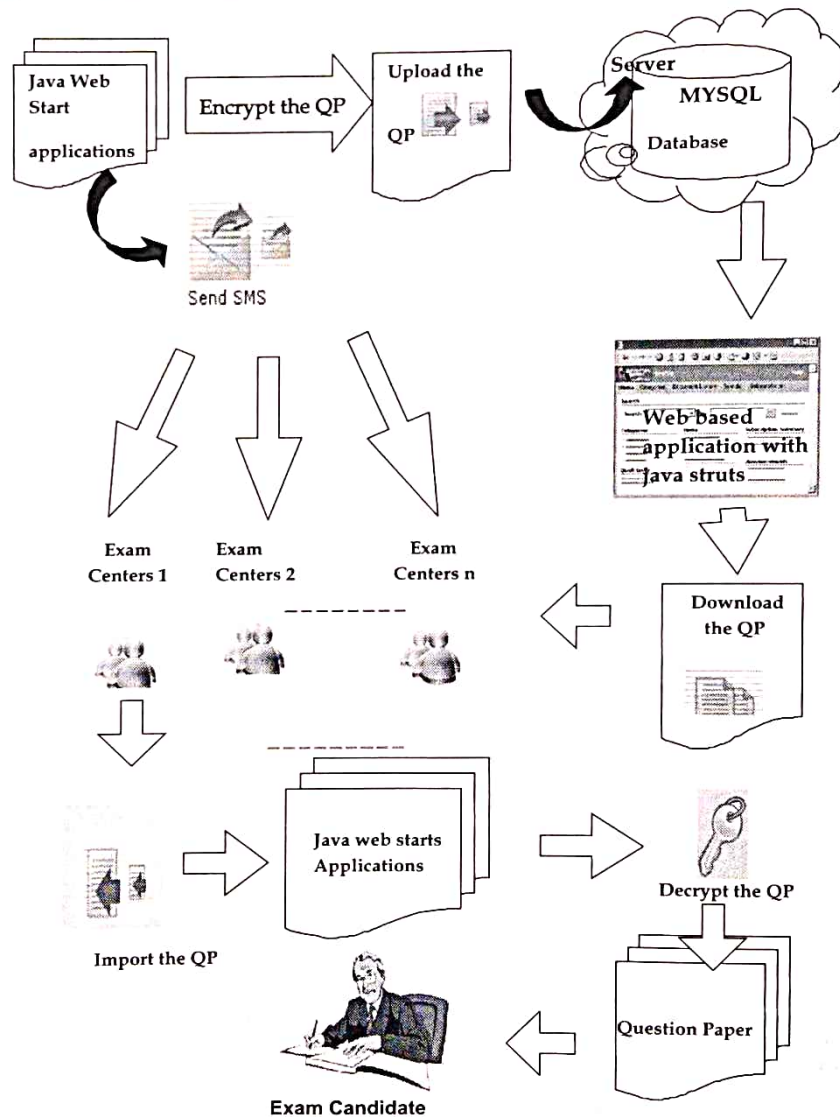 Java Web
Start
applications
Encrypt the QP
Upload the
QP
Server
MYSQL
Database
Send SMS
Web based
application with
java struts
Exam
Centers 1
Exam
Centers 2
Exam
Centers n
Download
the QP
Import the QP
Java web starts
Applications
Decrypt the QP
Question Paper
Exam Candidate